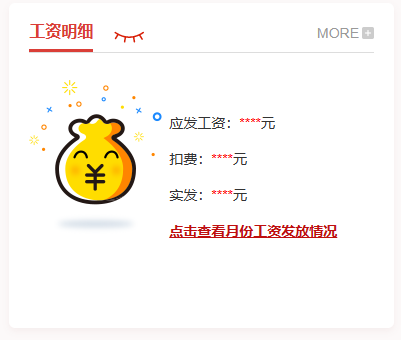 工资明细
MORE
¥
应发工资：****元
扣费：****元
实发：****元
点击查看月份工资发放情况